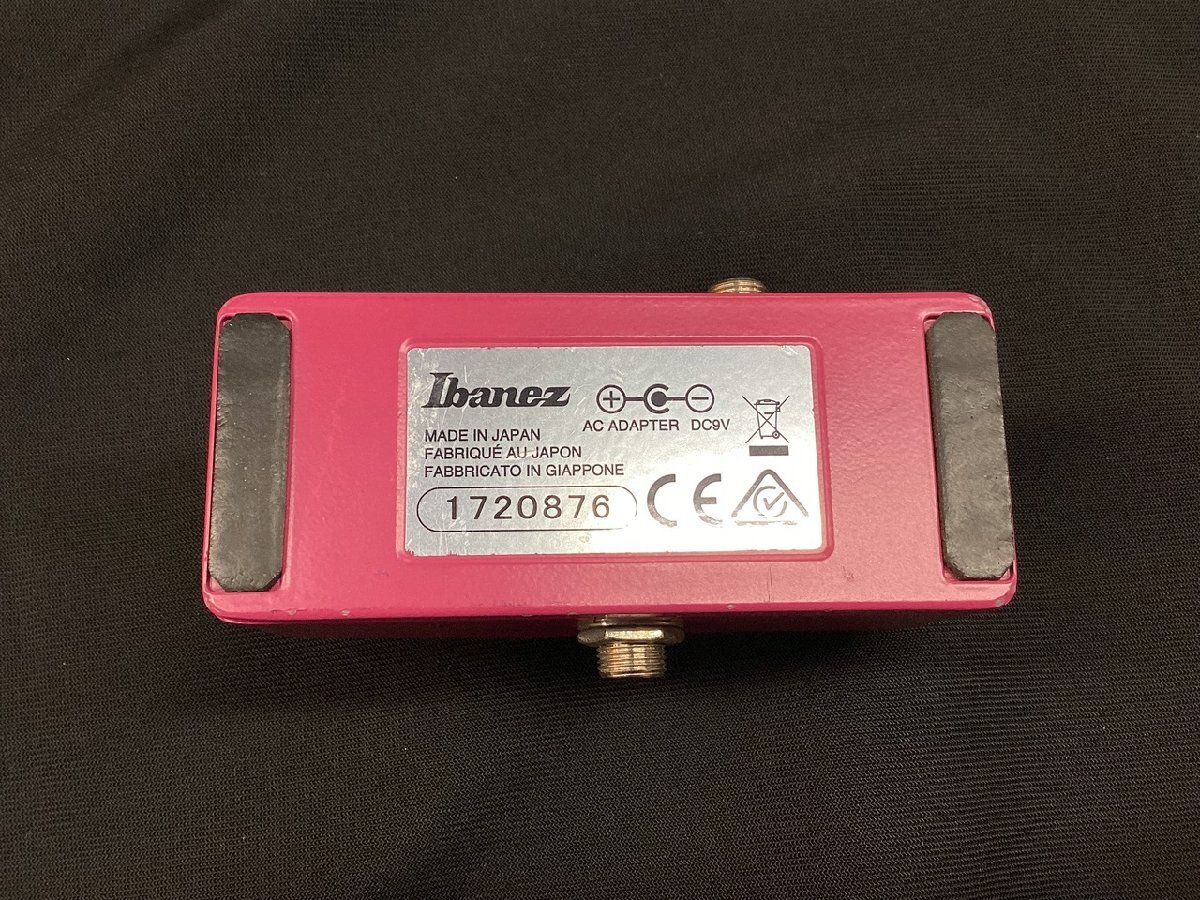 Ibanez
AC ADAPTER DC9V
MADE IN JAPAN
FABRIQUÉ AU JAPON
FABBRICATO IN GIAPPONE
1720876
CE